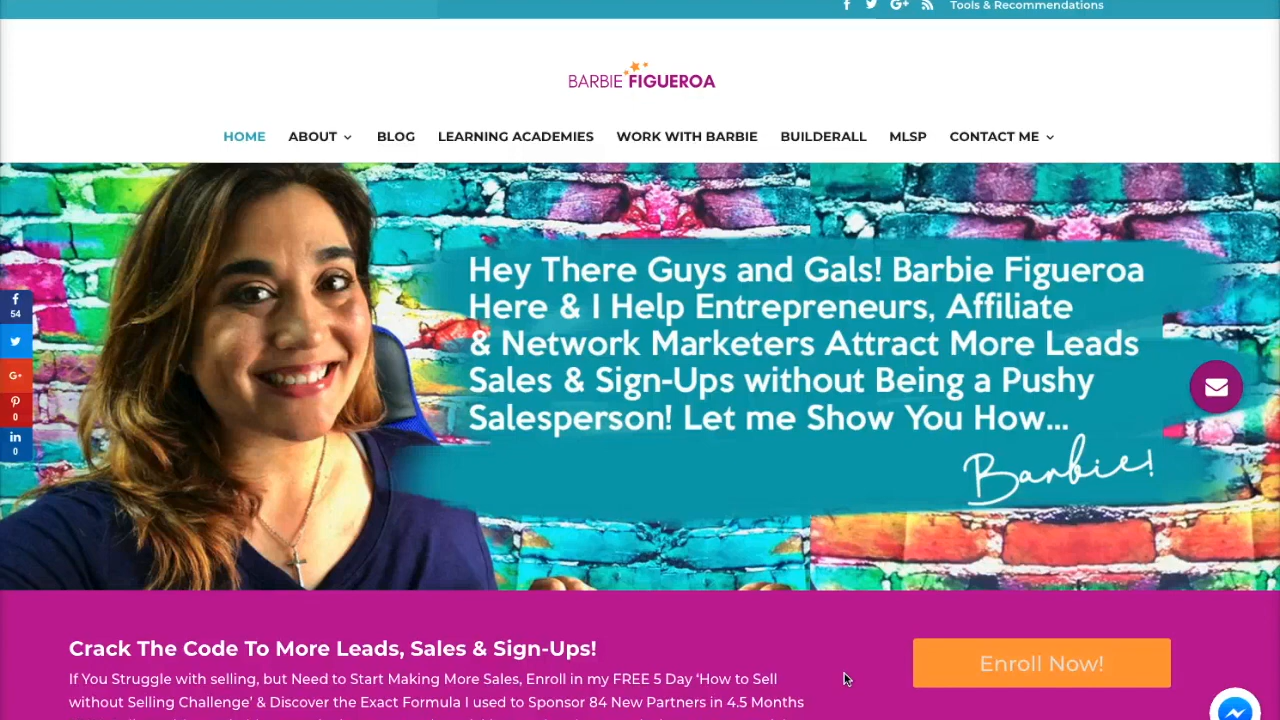 Tools & Recommendations
BARBIE FIGUEROA
HOME ABOUT BLOG LEARNING ACADEMIES WORK WITH BARBIE BUILDERALL MLSP CONTACT ME
Hey There Guys and Gals! Barbie Figueroa
Here & I Help Entrepreneurs, Affiliate
& Network Marketers Attract More Leads
Sales & Sign-Ups without Being a Pushy
Salesperson! Let me Show You How...
Barbie!
54
G+
0
in
0
Crack The Code To More Leads, Sales & Sign-Ups!
Enroll Now!
If You Struggle with selling, but Need to Start Making More Sales, Enroll in my FREE 5 Day ‘How to Sell
without Selling Challenge’ & Discover the Exact Formula I used to Sponsor 84 New Partners in 4.5 Months